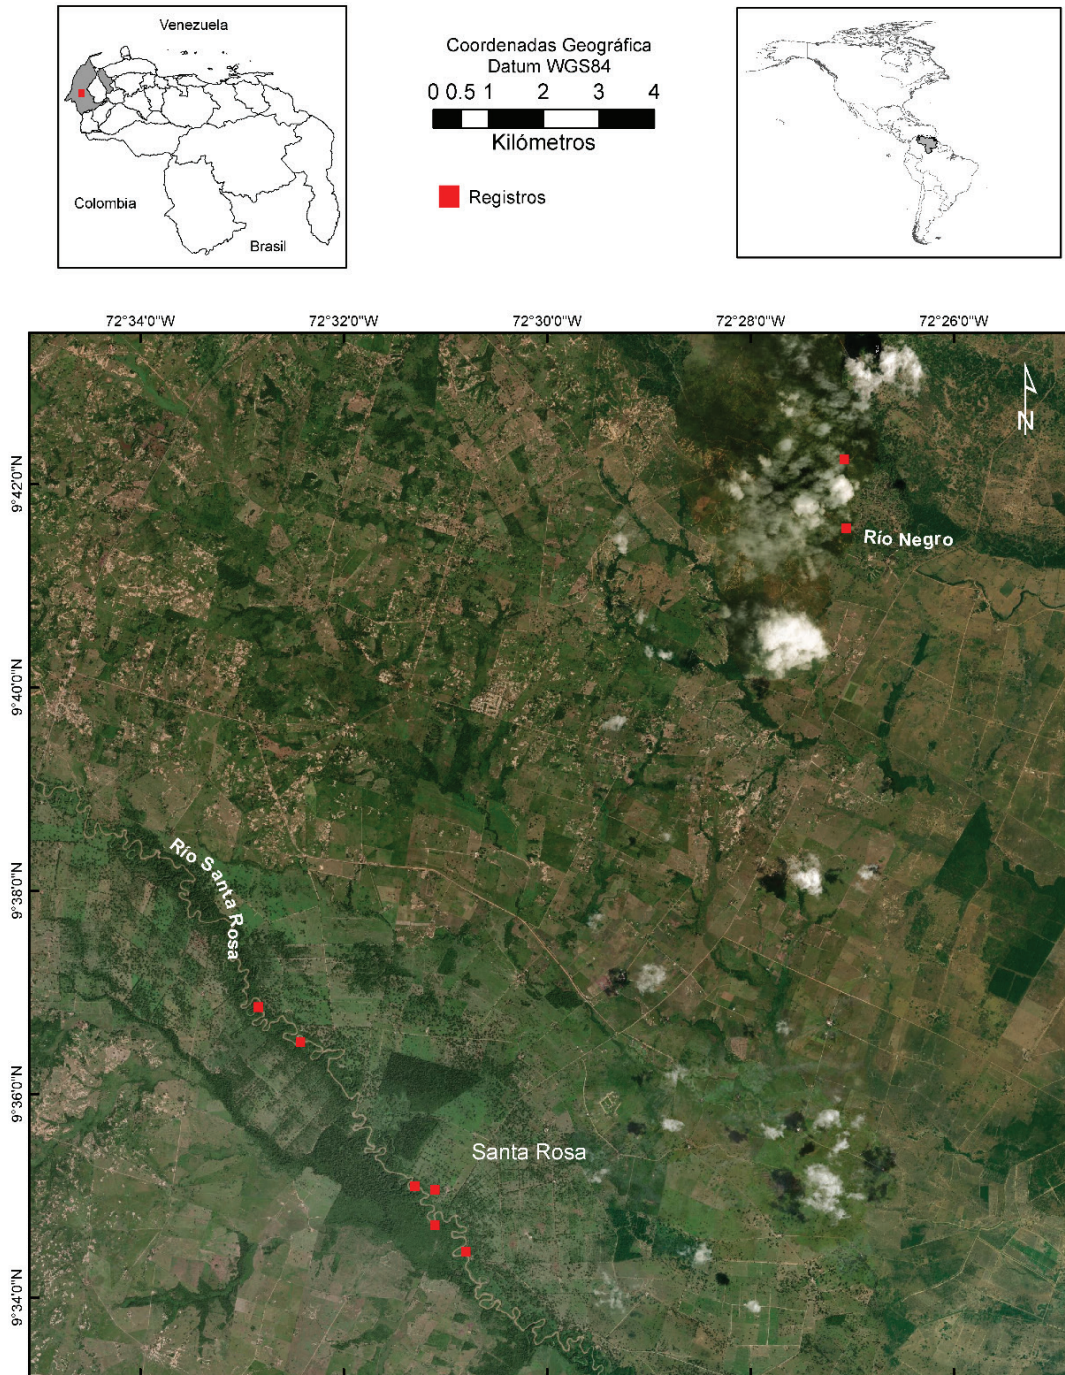 Venezuela
Colombia
Brasil
Coordenadas Geográfica
Datum WGS84
0 0.5 1 2 3 4
Kilómetros
Registros
72°34'0"W 72°32'0"W 72°30'0"W 72°28'0"W 72°26'0"W
N
9°42'0"N
Río Negro
9°40'0"N
9°38'0"N
Río Santa Rosa
9°36'0"N
Santa Rosa
9°34'0"N